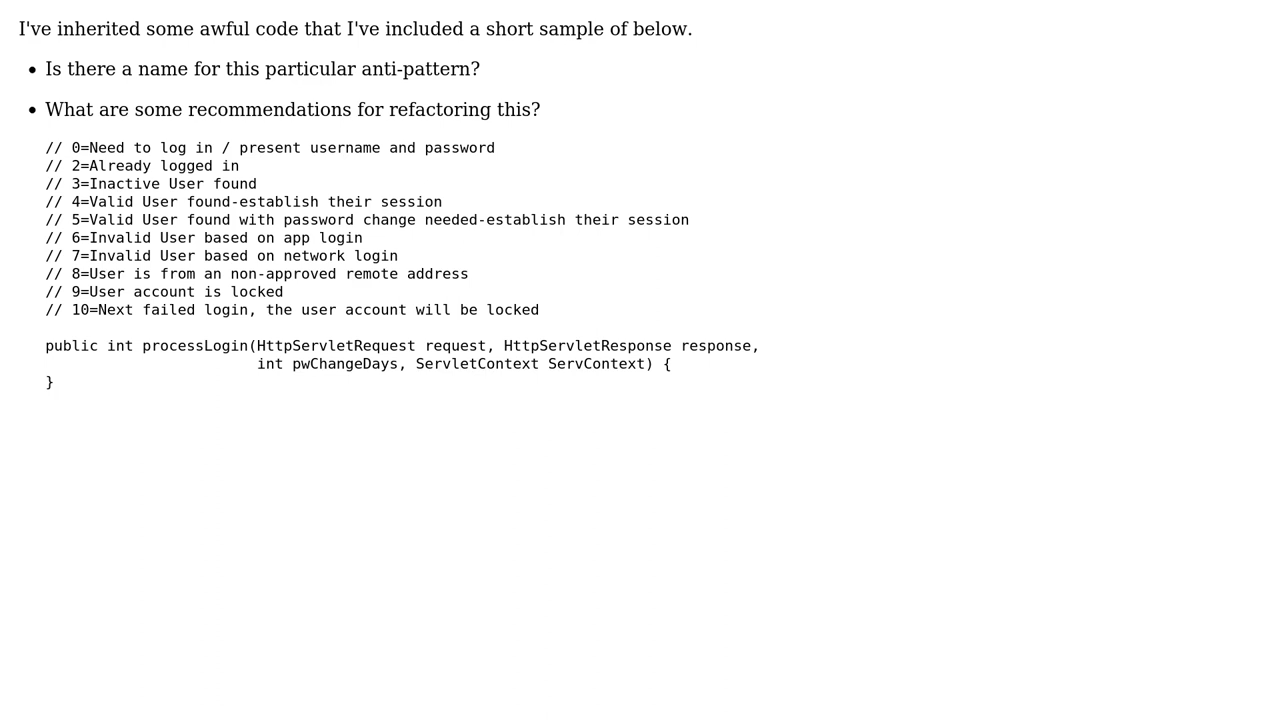 I've inherited some awful code that I've included a short sample of below.
• Is there a name for this particular anti-pattern?
• What are some recommendations for refactoring this?
// 0=Need to log in / present username and password
// 2=Already logged in
// 3=Inactive User found
// 4=Valid User found-establish their session
// 5=Valid User found with password change needed-establish their session
// 6=Invalid User based on app login
// 7=Invalid User based on network login
// 8=User is from an non-approved remote address
// 9=User account is locked
// 10=Next failed login, the user account will be locked
public int processLogin(HttpServletRequest request, HttpServletResponse response,
int pwChangeDays, ServletContext ServContext) {
}